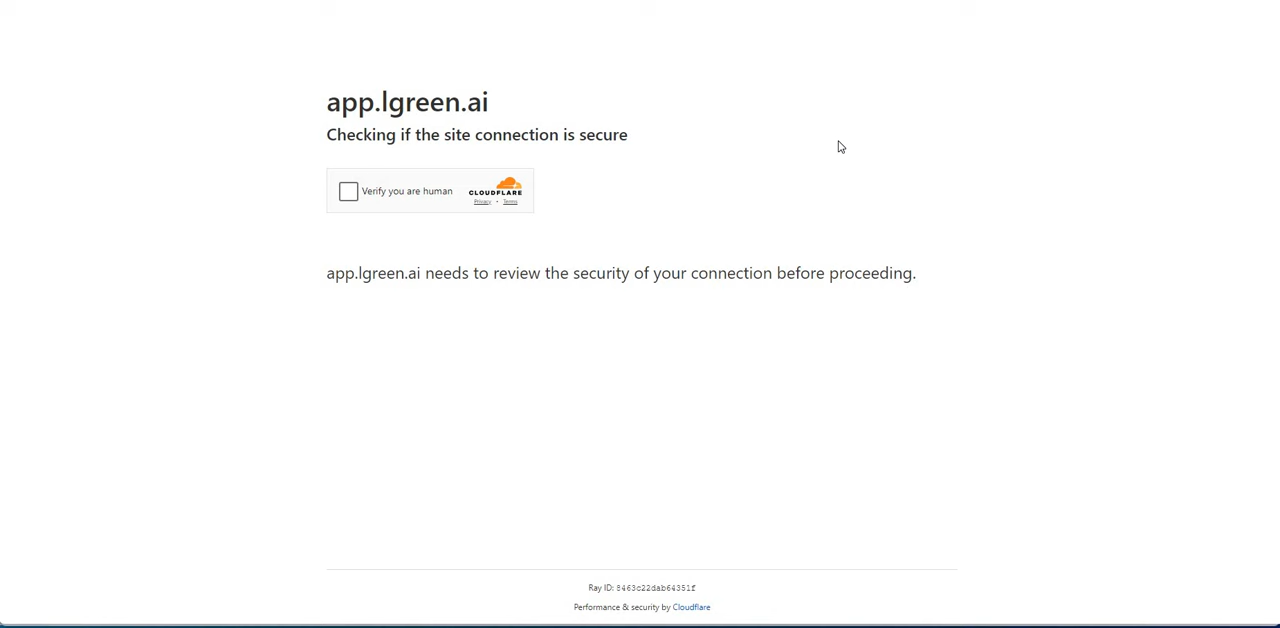 app.lgreen.ai
Checking if the site connection is secure
Verify you are human
CLOUDFLARE
Privacy • Terms
app.lgreen.ai needs to review the security of your connection before proceeding.
Ray ID: 8463c22dab64351f
Performance & security by Cloudflare